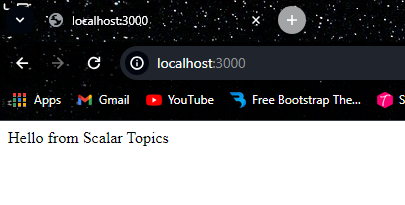 localhost:3000
localhost:3000
Apps Gmail YouTube Free Bootstrap The... S
Hello from Scalar Topics